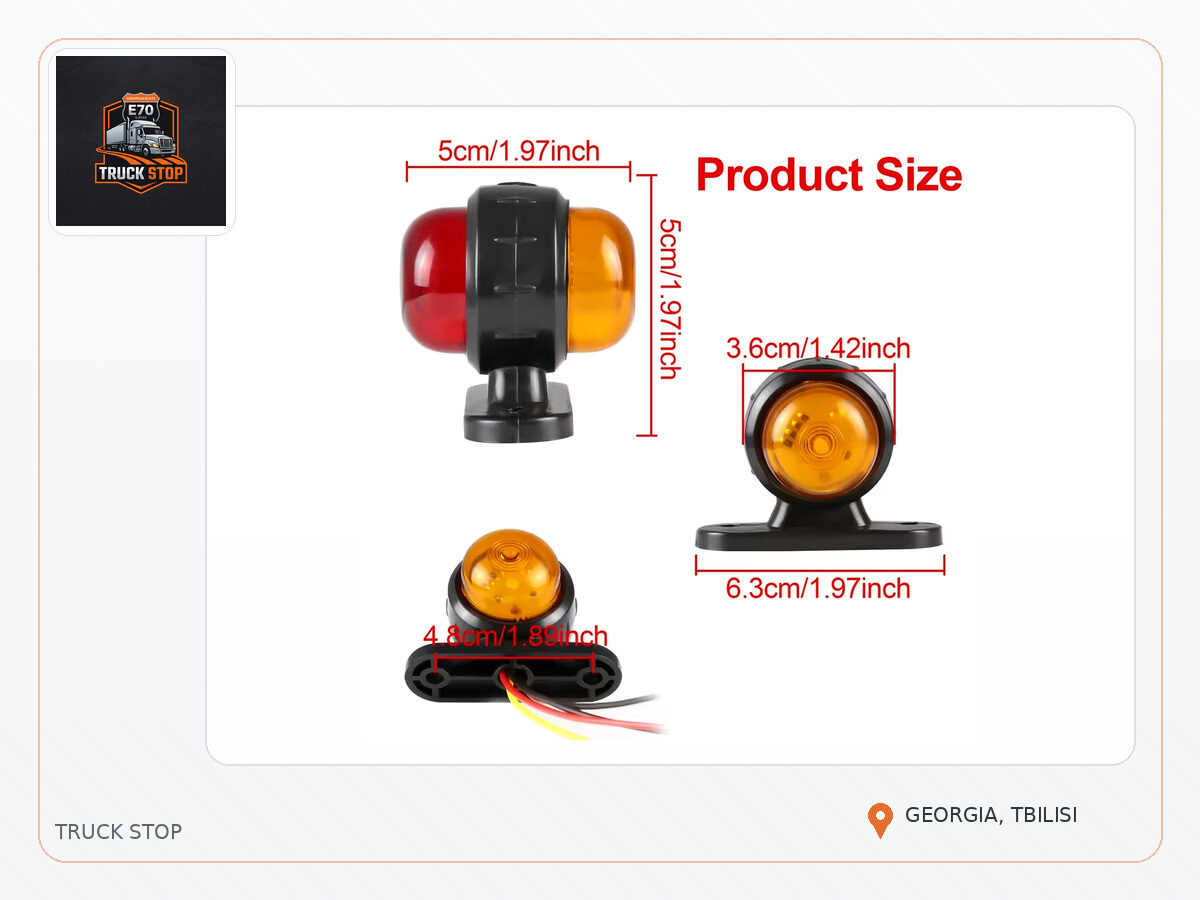 E70
TRUCK STOP
5cm/1.97inch
Product Size
5cm/1.97inch
3.6cm/1.42inch
6.3cm/1.97inch
4.8cm/1.89inch
TRUCK STOP
GEORGIA, TBILISI